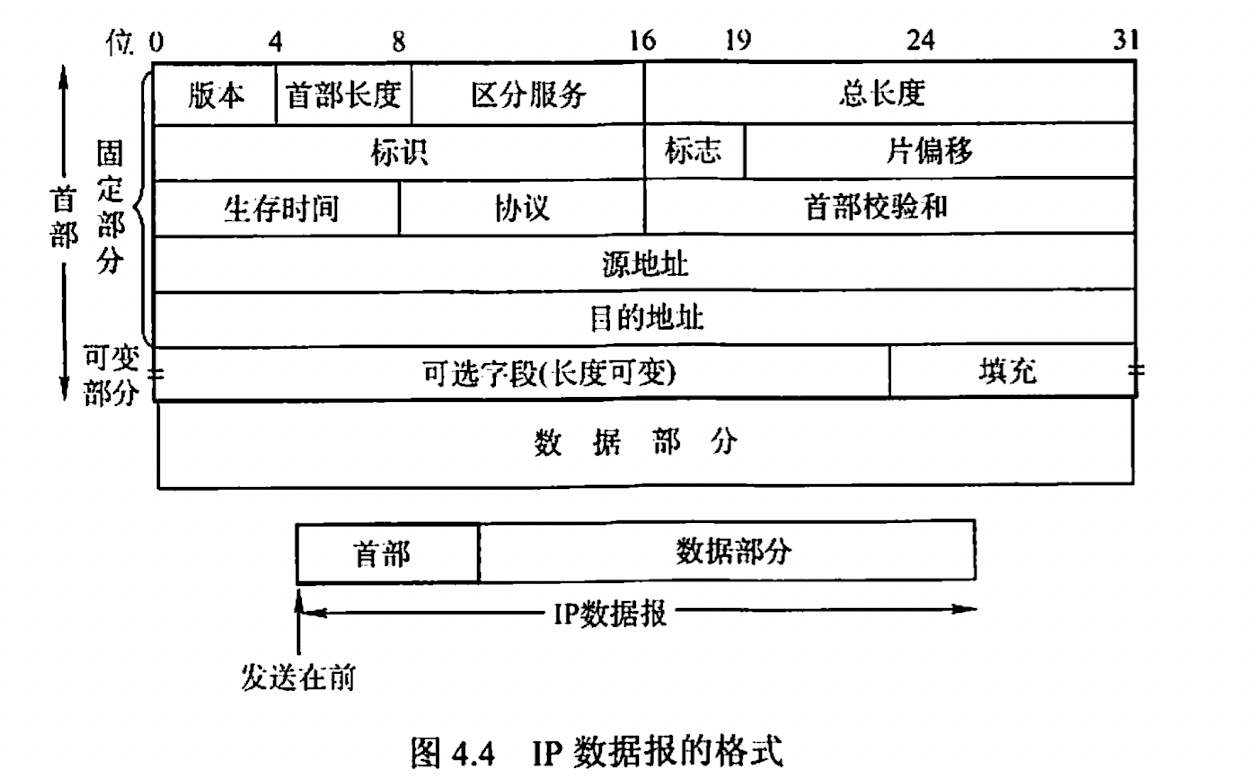 位 0 4 8 16 19 24 31
版本 首部长度 区分服务 总长度
标识 标志 片偏移
生存时间 协议 首部校验和
源地址
目的地址
可选字段(长度可变) 填充
首部
固定部分
可变
部分
数据部分
首部 数据部分
IP数据报
发送在前
图 4.4 IP 数据报的格式